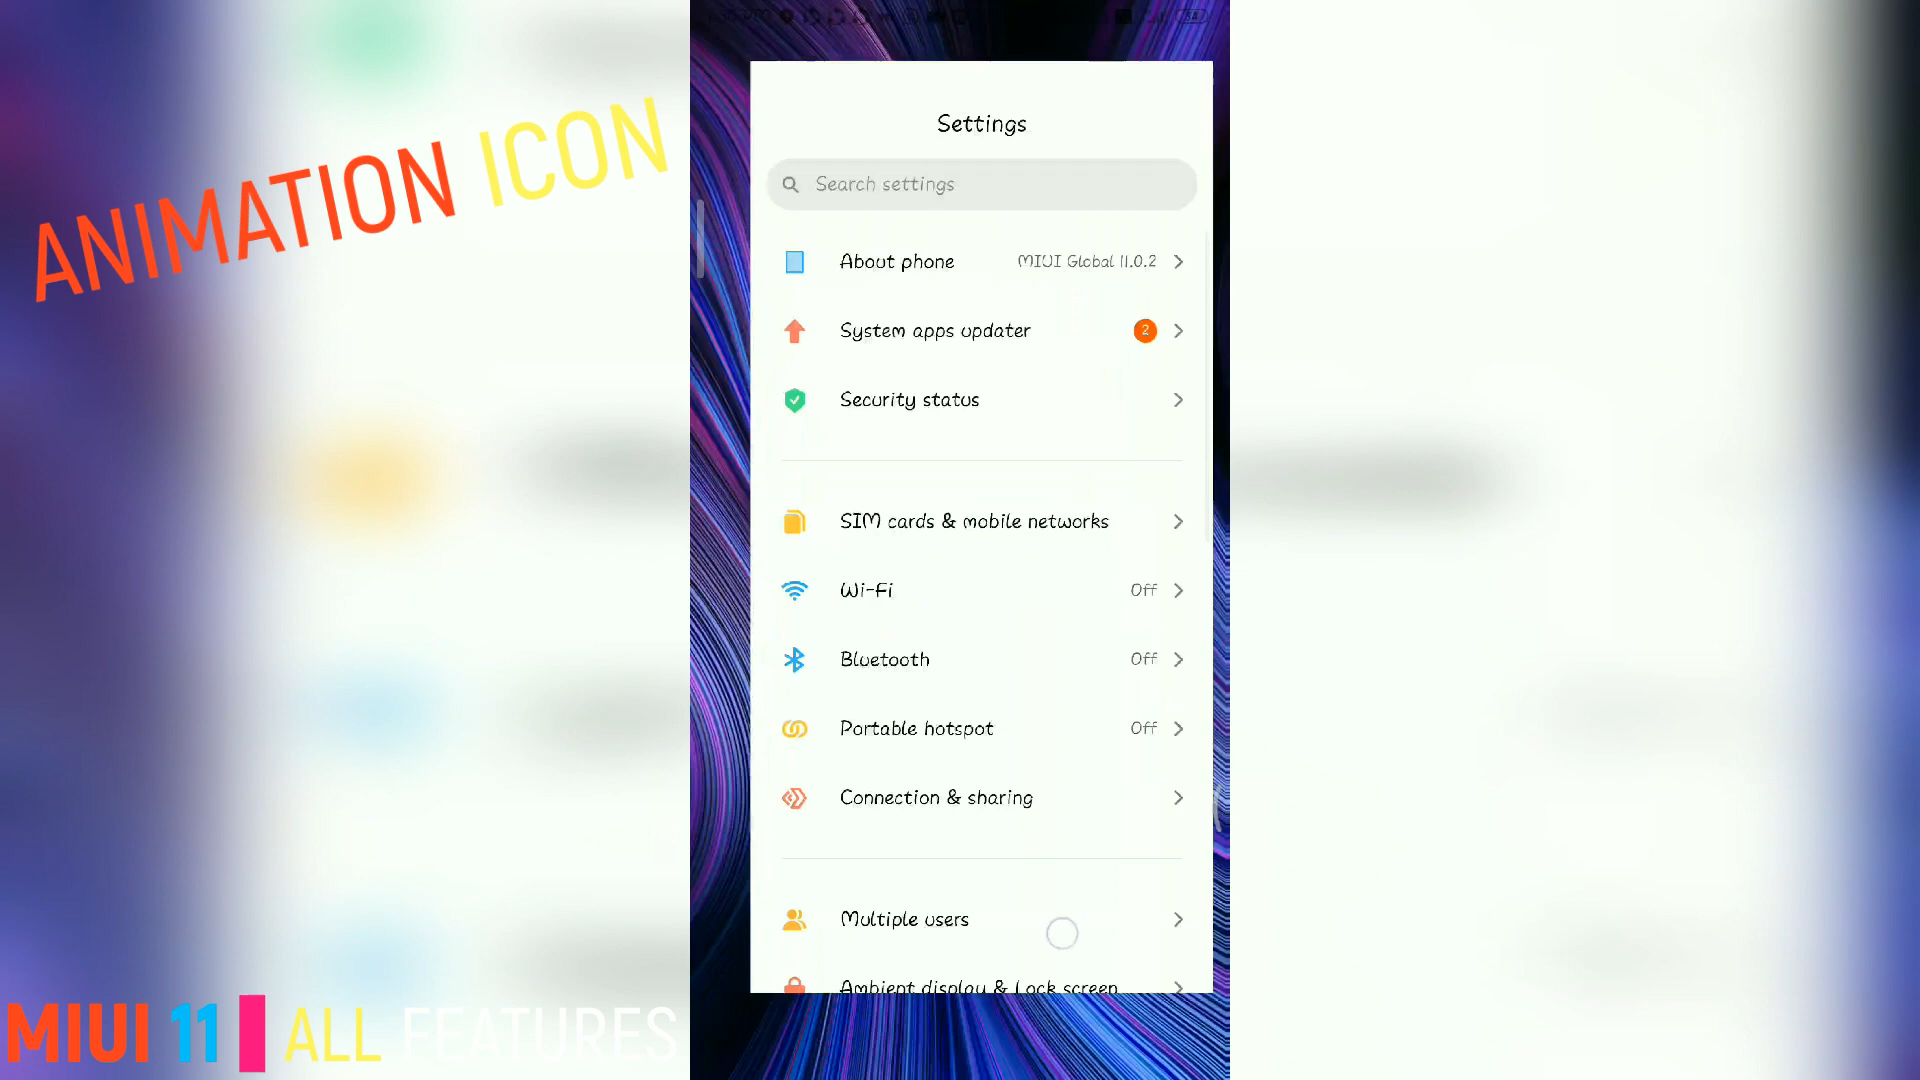 ANIMATION ICON
Settings
Search settings
About phone MIUI Global 11.0.2
System apps updater 2
Security status
SIM cards & mobile networks
Wi-Fi Off
Bluetooth Off
Portable hotspot Off
Connection & sharing
Multiple users
Ambient display & Lock screen
MIUI 11 ALL FEATURES